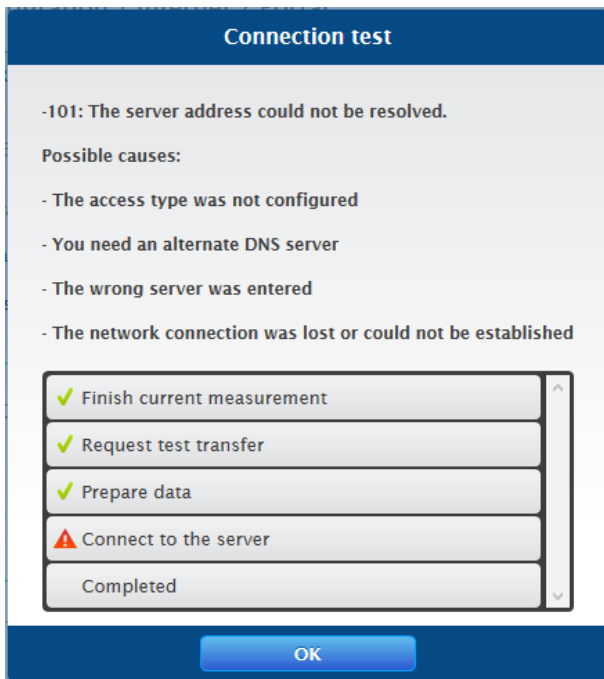 Connection test
-101: The server address could not be resolved.
Possible causes:
- The access type was not configured
- You need an alternate DNS server
- The wrong server was entered
- The network connection was lost or could not be established
Finish current measurement
Request test transfer
Prepare data
Connect to the server
Completed
OK